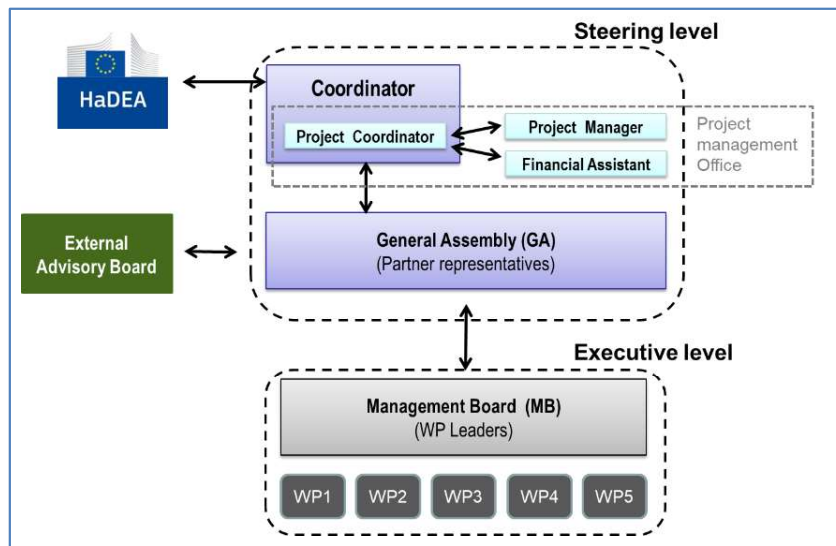 Steering level
HaDEA
Coordinator
Project Coordinator
Project Manager
Financial Assistant
Project
management
Office
External
Advisory Board
General Assembly (GA)
(Partner representatives)
Executive level
Management Board (MB)
(WP Leaders)
WP1
WP2
WP3
WP4
WP5